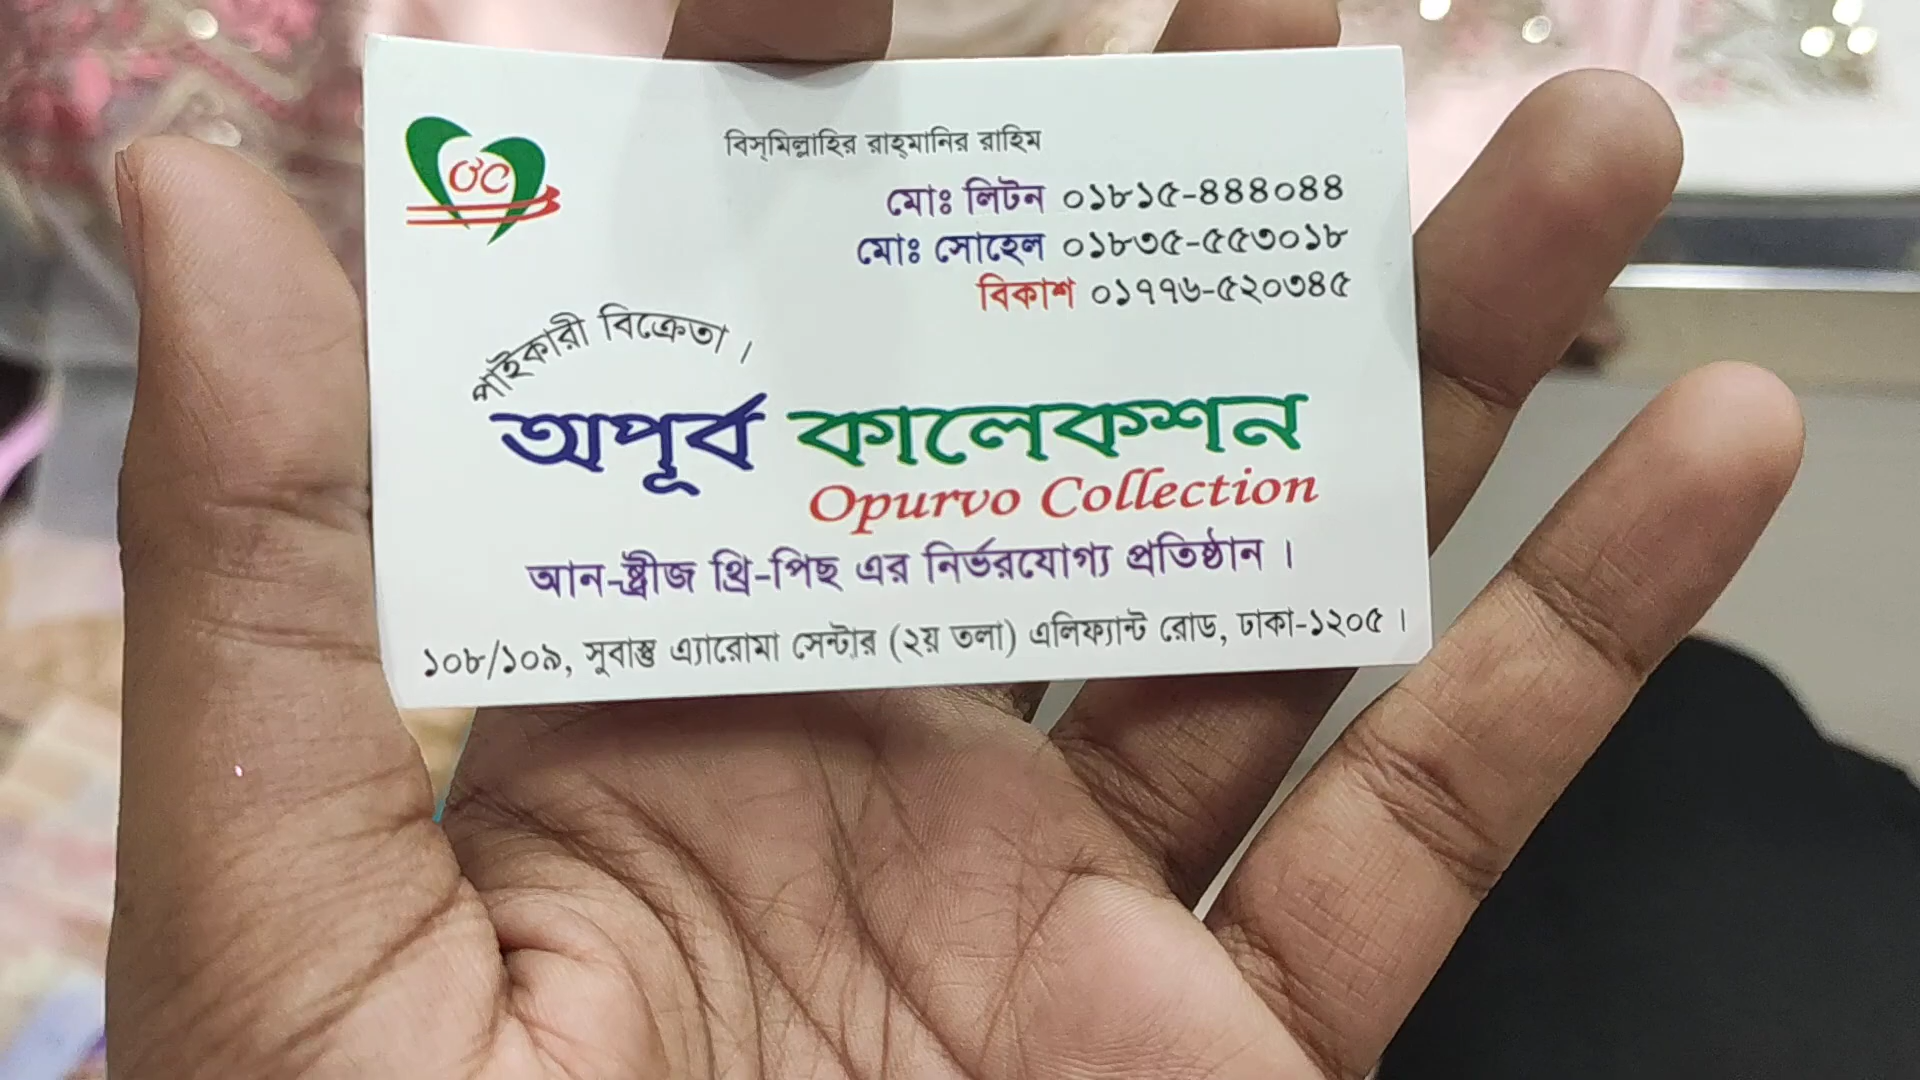 OC
বিস্‌মিল্লাহির রাহ্‌মানির রাহিম
মোঃ লিটন ০১৮১৫-৪৪৪০৪৪
মোঃ সোহেল ০১৮৩৫-৫৫৩০১৮
বিকাশ ০১৭৭৬-৫২০৩৪৫
পাইকারী বিক্রেতা ।
অপূর্ব কালেকশন
Opurvo Collection
আন-ষ্ট্রীজ থ্রি-পিছ এর নির্ভরযোগ্য প্রতিষ্ঠান ।
১০৮/১০৯, সুবাস্তু এ্যারোমা সেন্টার (২য় তলা) এলিফ্যান্ট রোড, ঢাকা-১২০৫ ।